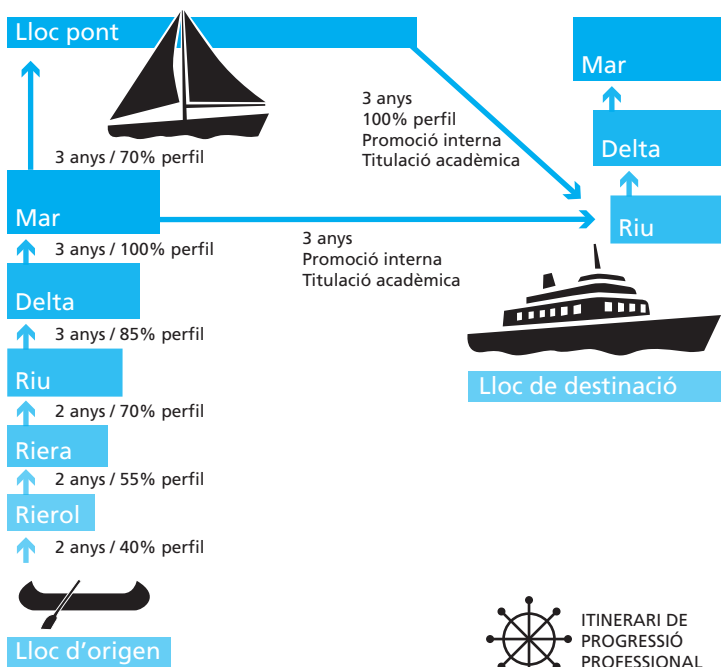 Lloc pont
3 anys / 70% perfil
Mar
3 anys / 100% perfil
Delta
3 anys / 85% perfil
Riu
2 anys / 70% perfil
Riera
2 anys / 55% perfil
Rierol
2 anys / 40% perfil
Lloc d’origen
3 anys
100% perfil
Promoció interna
Titulació acadèmica
3 anys
Promoció interna
Titulació acadèmica
Mar
Delta
Riu
Lloc de destinació
ITINERARI DE
PROGRESSIÓ
PROFESSIONAL